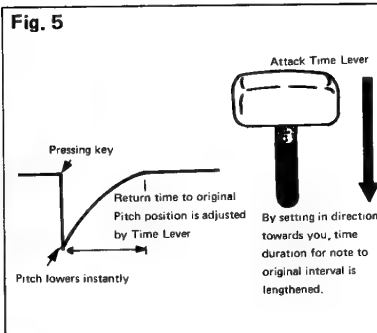 Fig. 5
Attack Time Lever
Pressing key
Return time to original
Pitch position is adjusted
by Time Lever
Pitch lowers instantly
By setting in direction
towards you, time
duration for note to
original interval is
lengthened.